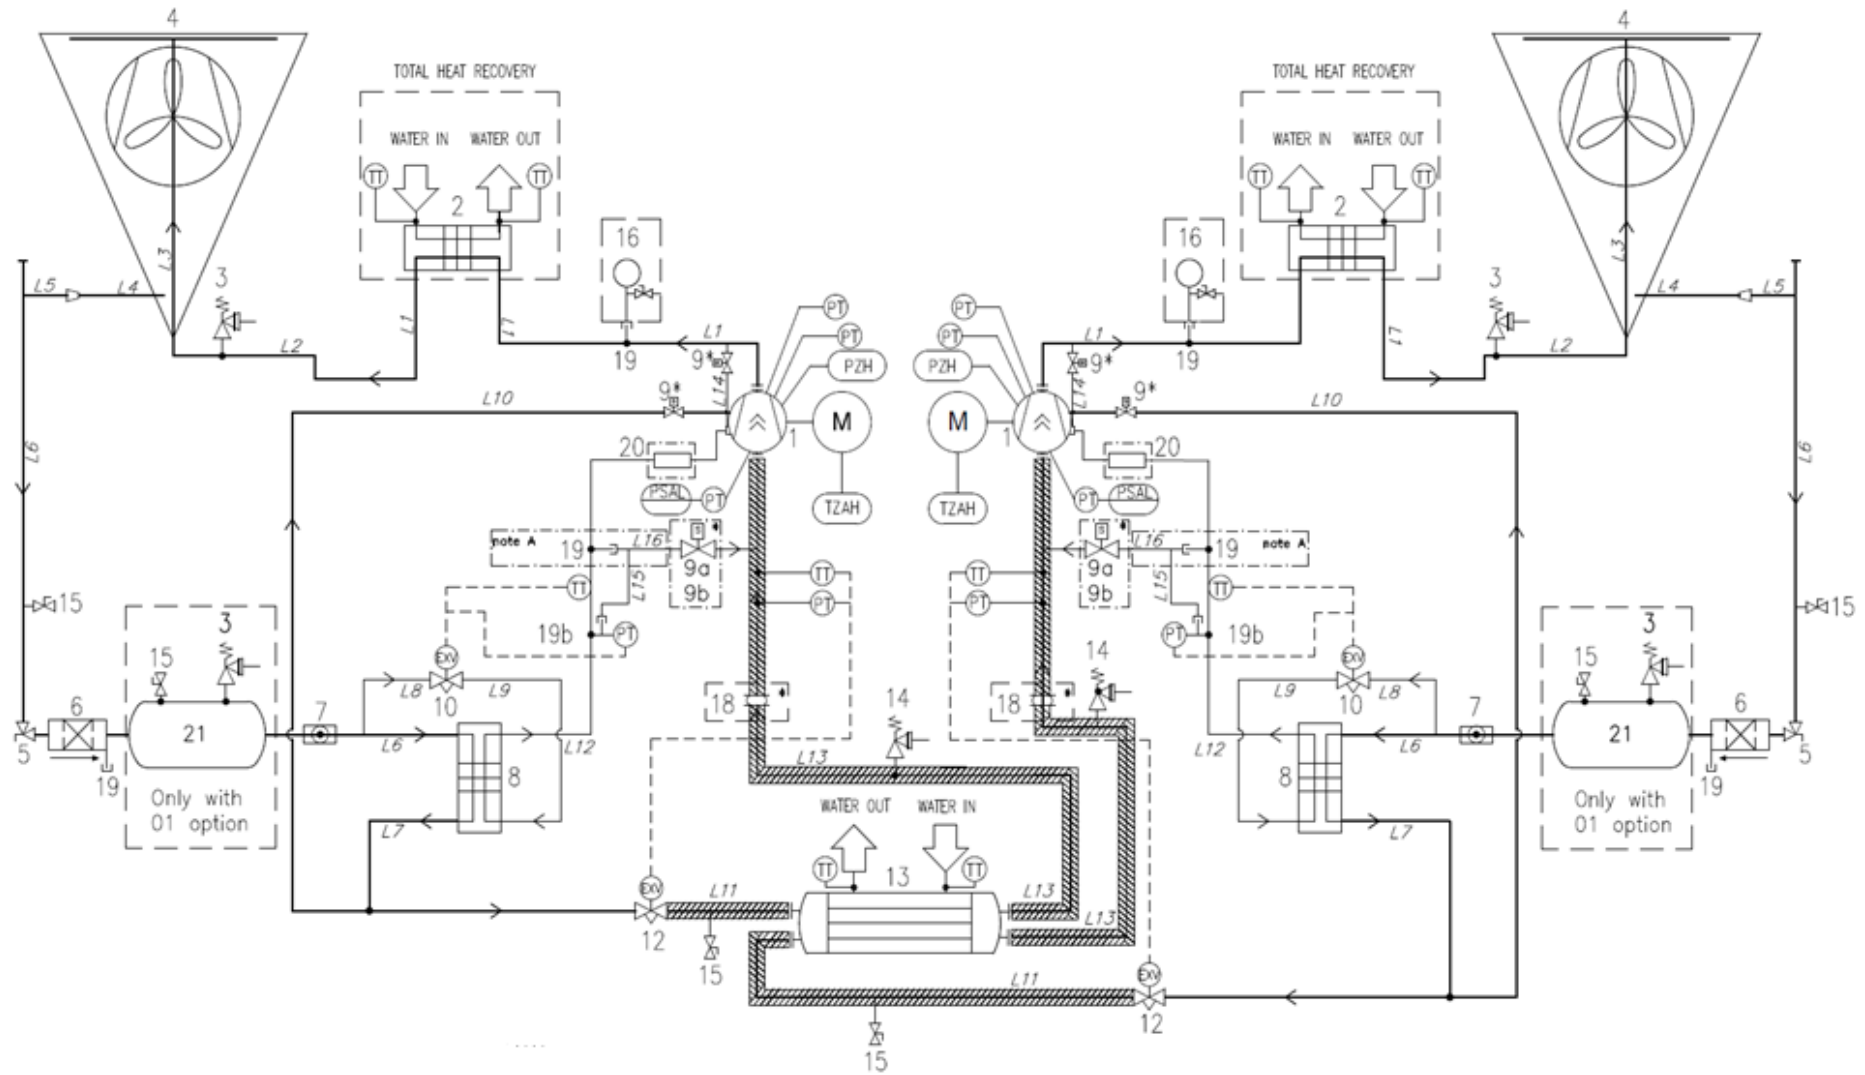 4
4
TOTAL HEAT RECOVERY
TOTAL HEAT RECOVERY
WATER IN WATER OUT
WATER IN WATER OUT
TT TT
TT TT
2
2
16
16
L3
L3
3
3
L5 L4
L4 L5
PT
PT
L1
L1
L1
L1
L1
L1
PT
PT
19
19
L2
L2
9*
9*
PZH
PZH
L14
L14
L10
9*
9*
L10
1
M
M
1
L6
L6
20
20
PSAL PT
PT PSAL
TZAH
TZAH
note A
19
L16
L16
19
note A
9a
9b
9a
9b
L15
L15
TT
TT
TT
TT
PT
PT
15
15
19b PT
PT 19b
3
3
15
15
EXV
EXV
14
L8 L9
L9 L8
10
10
18
14
18
6
7
7
6
21
21
5
L6
L12
L12
L6
5
19
8
L13
8
19
Only with
01 option
Only with
01 option
L7
L7
WATER OUT WATER IN
TT
13
TT
EXV
L11
L13
L13
12
15
EXV
L11
12
15